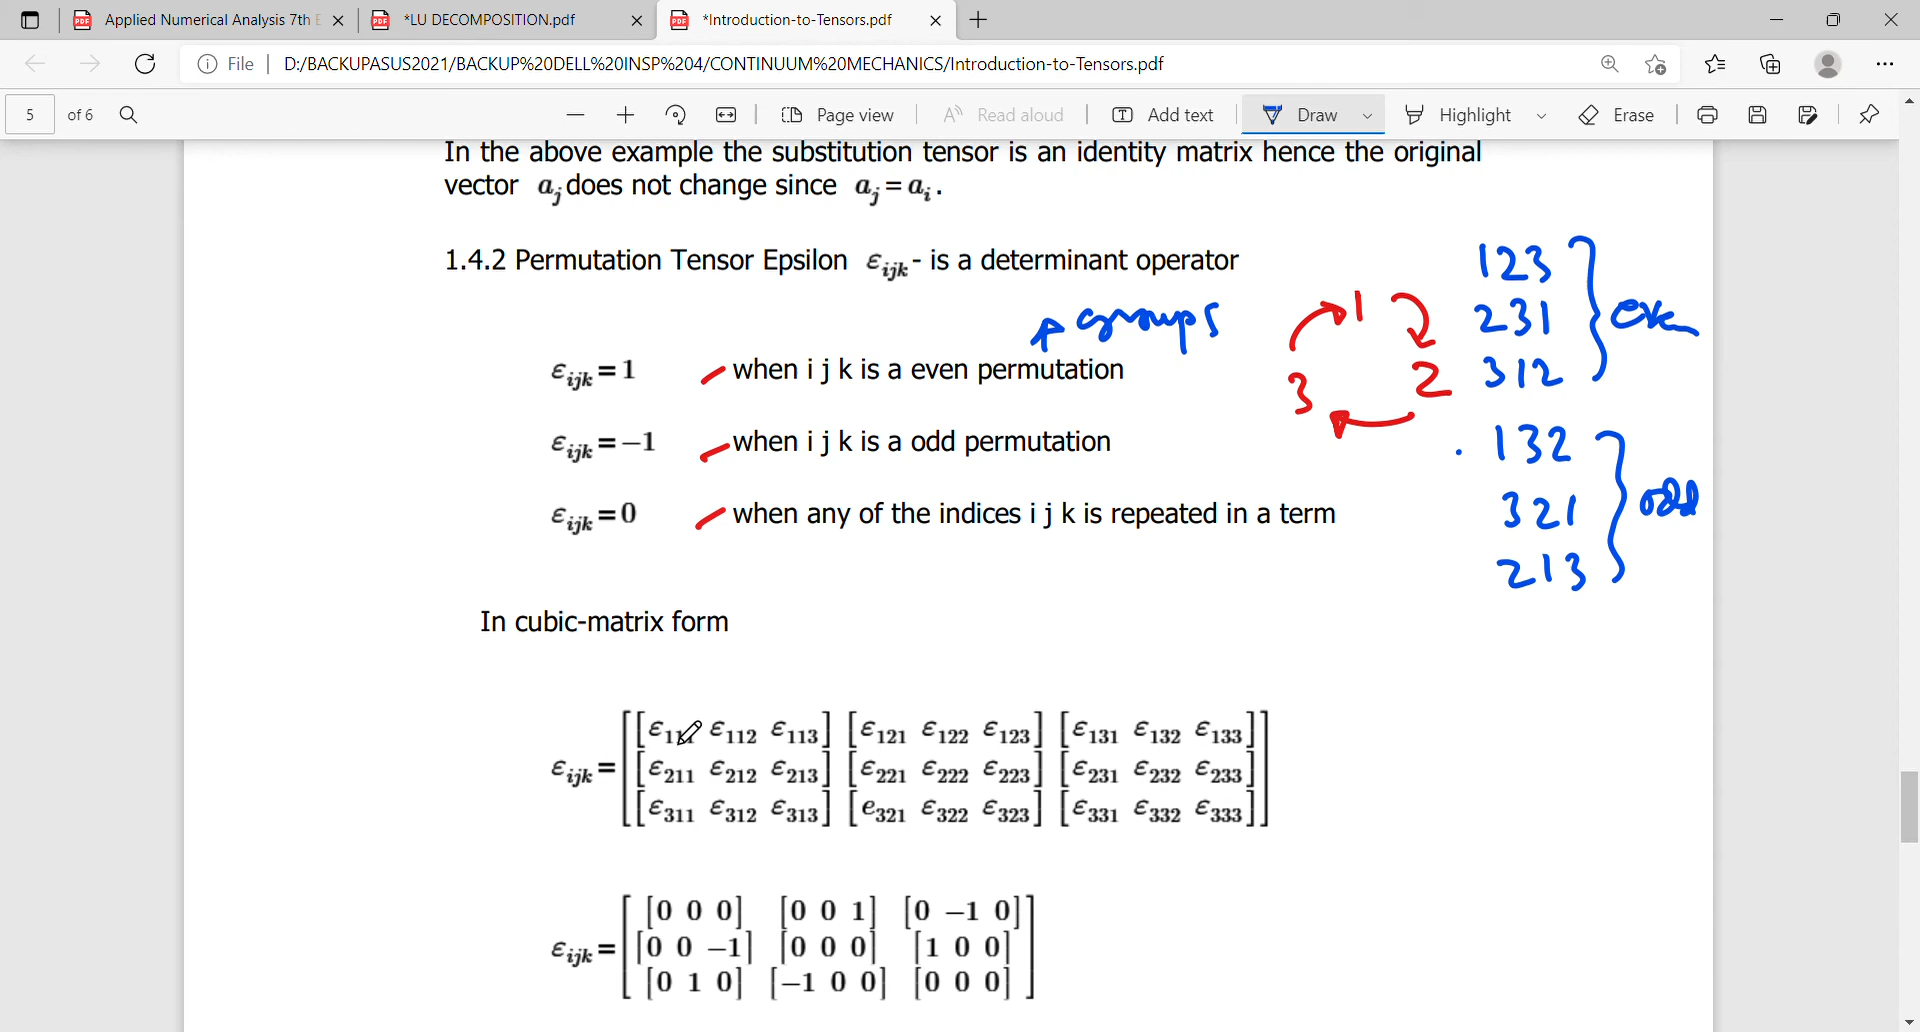 Applied Numerical Analysis 7th E
*LU DECOMPOSITION.pdf
*Introduction-to-Tensors.pdf
File D:/BACKUPASUS2021/BACKUP%20DELL%20INSP%204/CONTINUUM%20MECHANICS/Introduction-to-Tensors.pdf
5 of 6 Page view Read aloud Add text Draw Highlight Erase
In the above example the substitution tensor is an identity matrix hence the original
vector a_j does not change since a_j = a_i .
1.4.2 Permutation Tensor Epsilon ε_ijk - is a determinant operator
groups
ε_ijk = 1 when i j k is a even permutation
ε_ijk = −1 when i j k is a odd permutation
ε_ijk = 0 when any of the indices i j k is repeated in a term
1
2
3
123
231
312
even
132
321
213
odd
In cubic-matrix form
ε_ijk = [[ε_111 ε_112 ε_113] [ε_121 ε_122 ε_123] [ε_131 ε_132 ε_133]
[ε_211 ε_212 ε_213] [ε_221 ε_222 ε_223] [ε_231 ε_232 ε_233]
[ε_311 ε_312 ε_313] [e_321 ε_322 ε_323] [ε_331 ε_332 ε_333]]
ε_ijk = [[0 0 0] [0 0 1] [0 −1 0]
[0 0 −1] [0 0 0] [1 0 0]
[0 1 0] [−1 0 0] [0 0 0]]